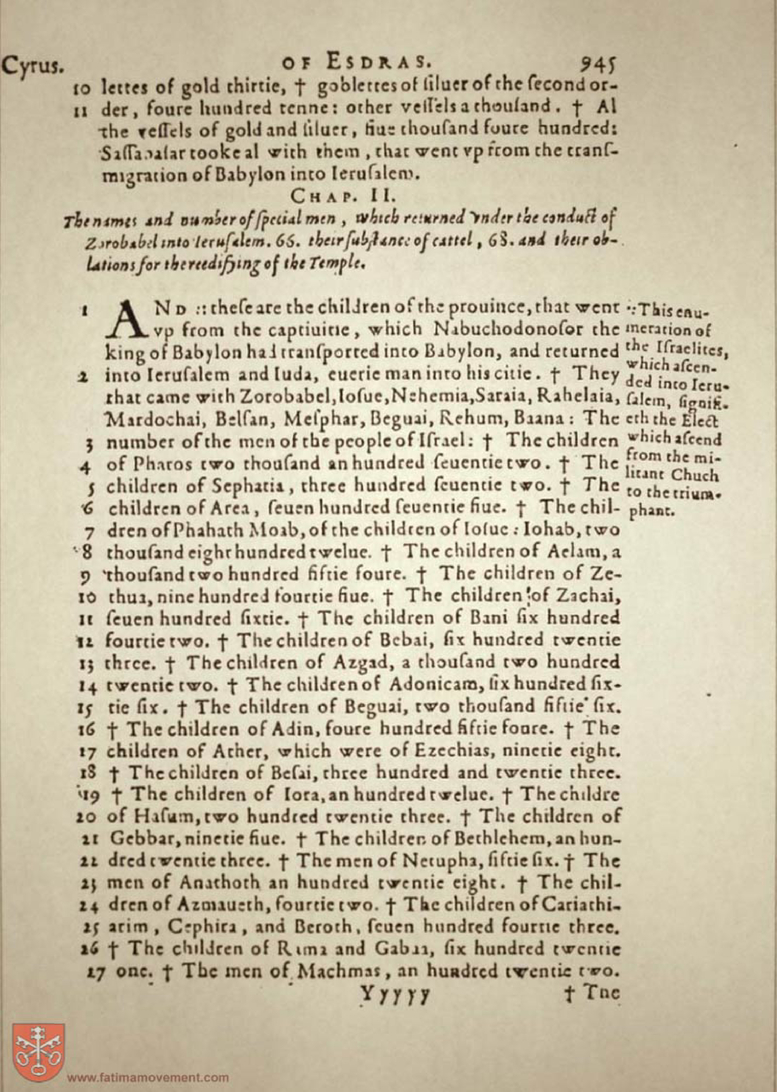 Cyrus. OF ESDRAS. 945
10 lettes of gold thirtie, † goblettes of ſiluer of the ſecond or-
11 der, foure hundred tenne: other veſſels a thouſand. † Al
the veſſels of gold and ſiluer, fiue thouſand foure hundred:
Saſſabaſar tooke al with them, that went vp from the tranſ-
migration of Babylon into Ieruſalem.
CHAP. II.
The names and number of ſpecial men, which returned vnder the conduct of
Zorobabel into Ieruſalem. 66. their ſubſtance of cattel, 68. and their ob-
lations for the reedifying of the Temple.
1 AND :: theſe are the children of the prouince, that went
vp from the captiuitie, which Nabuchodonoſor the
king of Babylon had tranſported into Babylon, and returned
2 into Ieruſalem and Iuda, euerie man into his citie. † They
that came with Zorobabel, Ioſue, Nehemia, Saraia, Rahelaia,
Mardochai, Belſan, Meſphar, Beguai, Rehum, Baana: The
3 number of the men of the people of Iſrael: † The children
4 of Pharos two thouſand an hundred ſeuentie two. † The
5 children of Sephatia, three hundred ſeuentie two. † The
6 children of Area, ſeuen hundred ſeuentie fiue. † The chil-
7 dren of Phahath Moab, of the children of Ioſue: Iohab, two
8 thouſand eight hundred twelue. † The children of Aelam, a
9 thouſand two hundred fiftie foure. † The children of Ze-
10 thua, nine hundred fourtie fiue. † The children of Zachai,
11 ſeuen hundred ſixtie. † The children of Bani ſix hundred
12 fourtie two. † The children of Bebai, ſix hundred twentie
13 three. † The children of Azgad, a thouſand two hundred
14 twentie two. † The children of Adonicam, ſix hundred ſix-
15 tie ſix. † The children of Beguai, two thouſand fiftie ſix.
16 † The children of Adin, foure hundred fiftie foure. † The
17 children of Ather, which were of Ezechias, ninetie eight.
18 † The children of Beſai, three hundred and twentie three.
19 † The children of Iora, an hundred twelue. † The childrē
20 of Haſum, two hundred twentie three. † The children of
21 Gebbar, ninetie fiue. † The children of Bethlehem, an hun-
22 dred twentie three. † The men of Netupha, fiftie ſix. † The
23 men of Anathoth an hundred twentie eight. † The chil-
24 dren of Azmaueth, fourtie two. † The children of Cariathi-
25 arim, Cephira, and Beroth, ſeuen hundred fourtie three.
26 † The children of Rama and Gabaa, ſix hundred twentie
27 one. † The men of Machmas, an hundred twentie two.
Yyyyy † The
:: This enu-
meration of
the Iſraelites,
which aſcen-
ded into Ieru-
ſalem, ſignifi-
eth the Elect
which aſcend
from the mi-
litant Chuch
to the trium-
phant.
www.fatimamovement.com